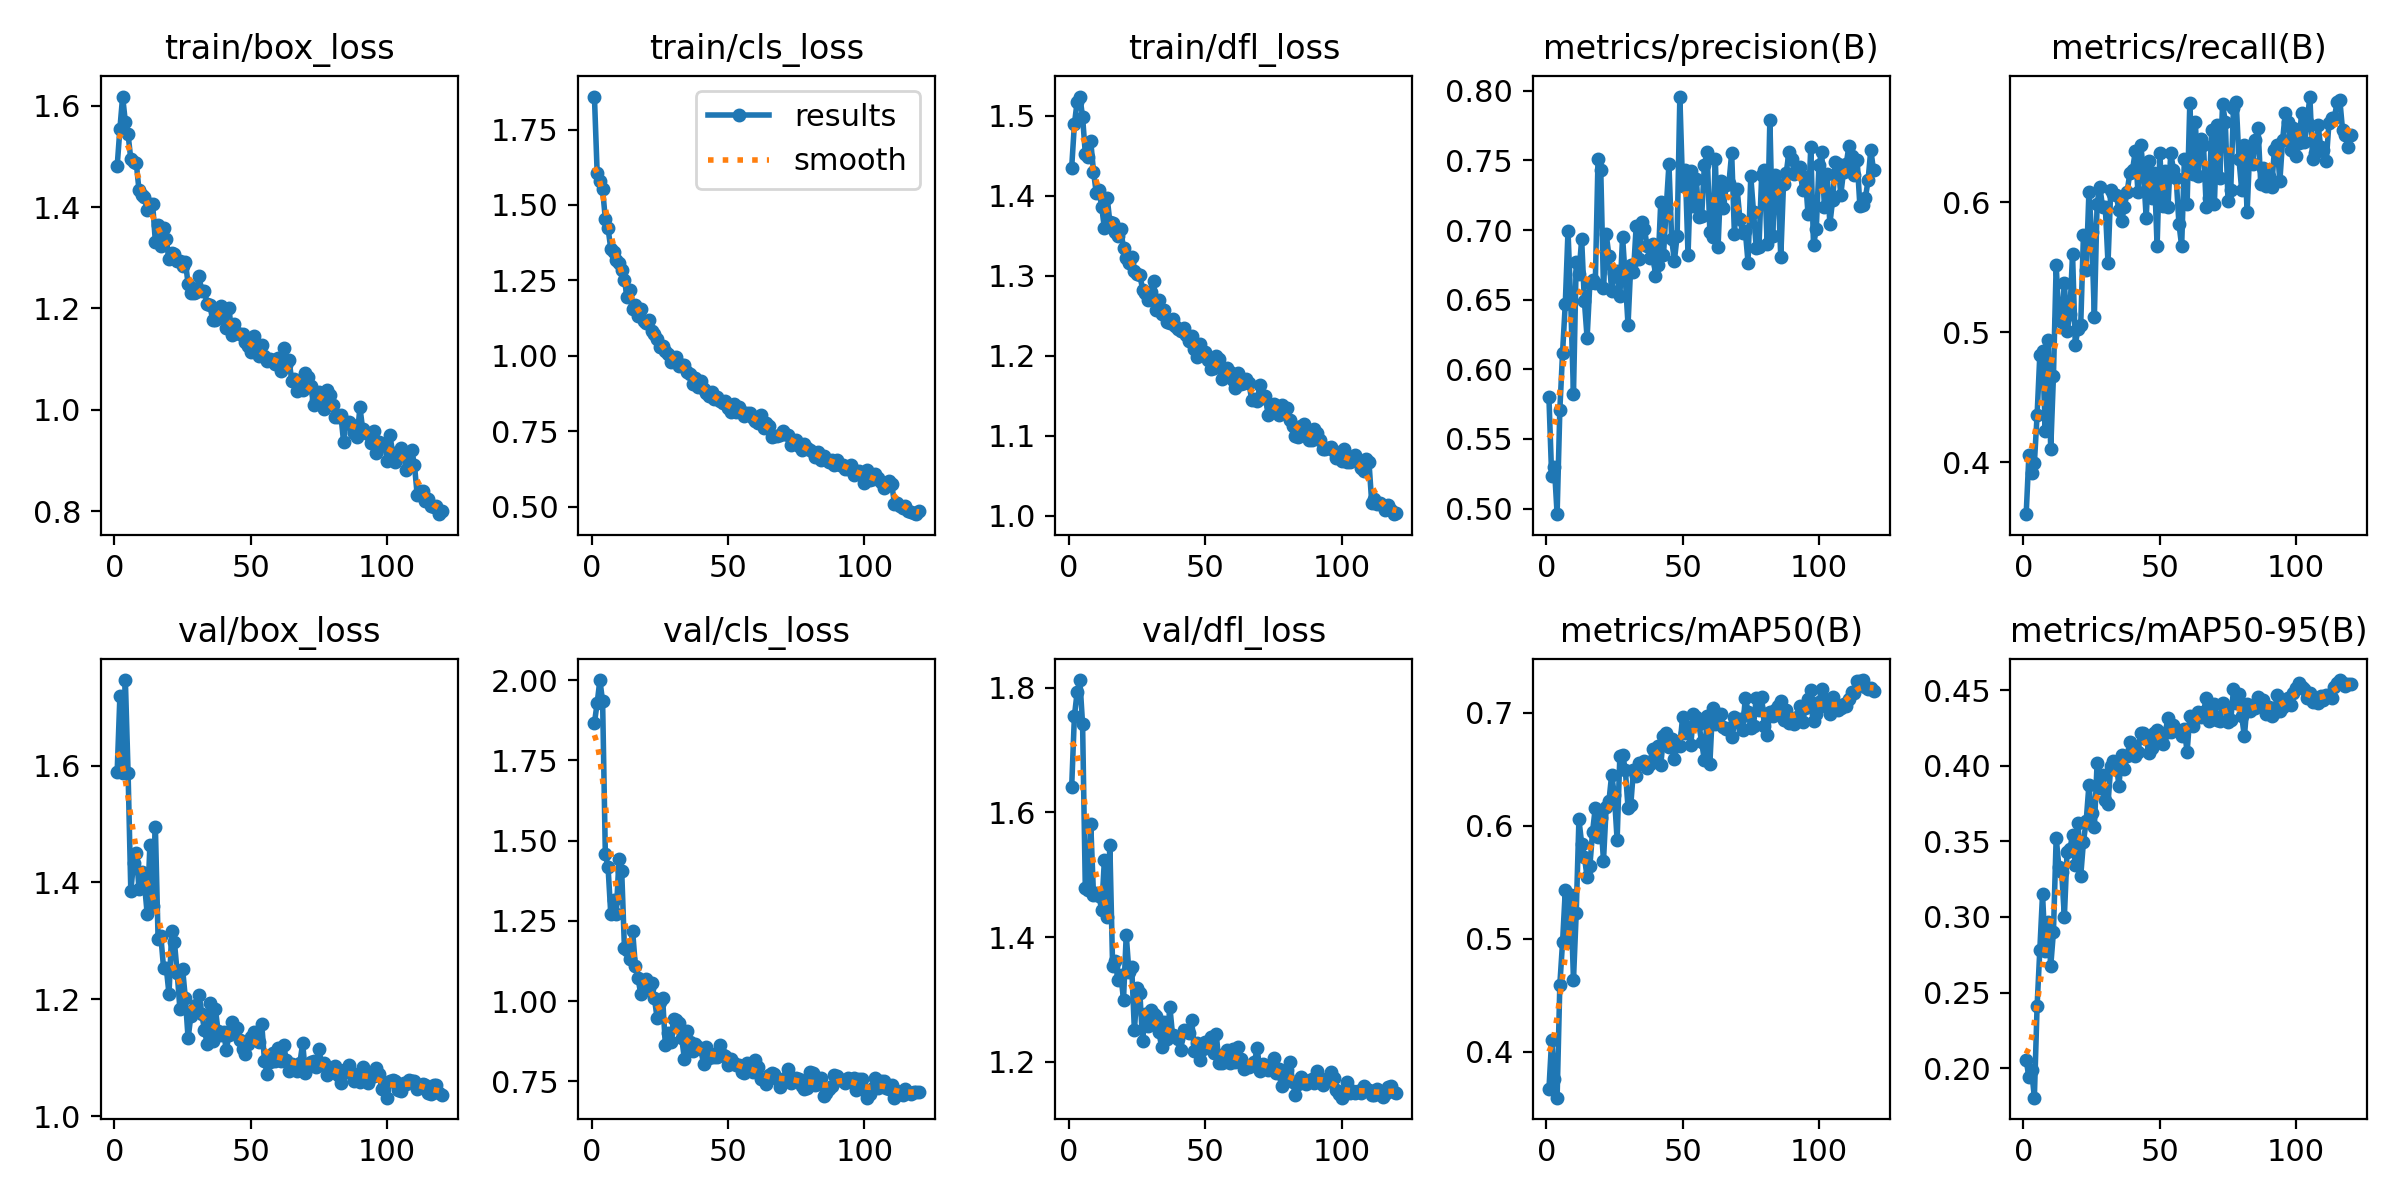 train/box_loss
1.6
1.4
1.2
1.0
0.8
0 50 100
train/cls_loss
results
smooth
1.75
1.50
1.25
1.00
0.75
0.50
0 50 100
train/dfl_loss
1.5
1.4
1.3
1.2
1.1
1.0
0 50 100
metrics/precision(B)
0.80
0.75
0.70
0.65
0.60
0.55
0.50
0 50 100
metrics/recall(B)
0.6
0.5
0.4
0 50 100
val/box_loss
1.6
1.4
1.2
1.0
0 50 100
val/cls_loss
2.00
1.75
1.50
1.25
1.00
0.75
0 50 100
val/dfl_loss
1.8
1.6
1.4
1.2
0 50 100
metrics/mAP50(B)
0.7
0.6
0.5
0.4
0 50 100
metrics/mAP50-95(B)
0.45
0.40
0.35
0.30
0.25
0.20
0 50 100